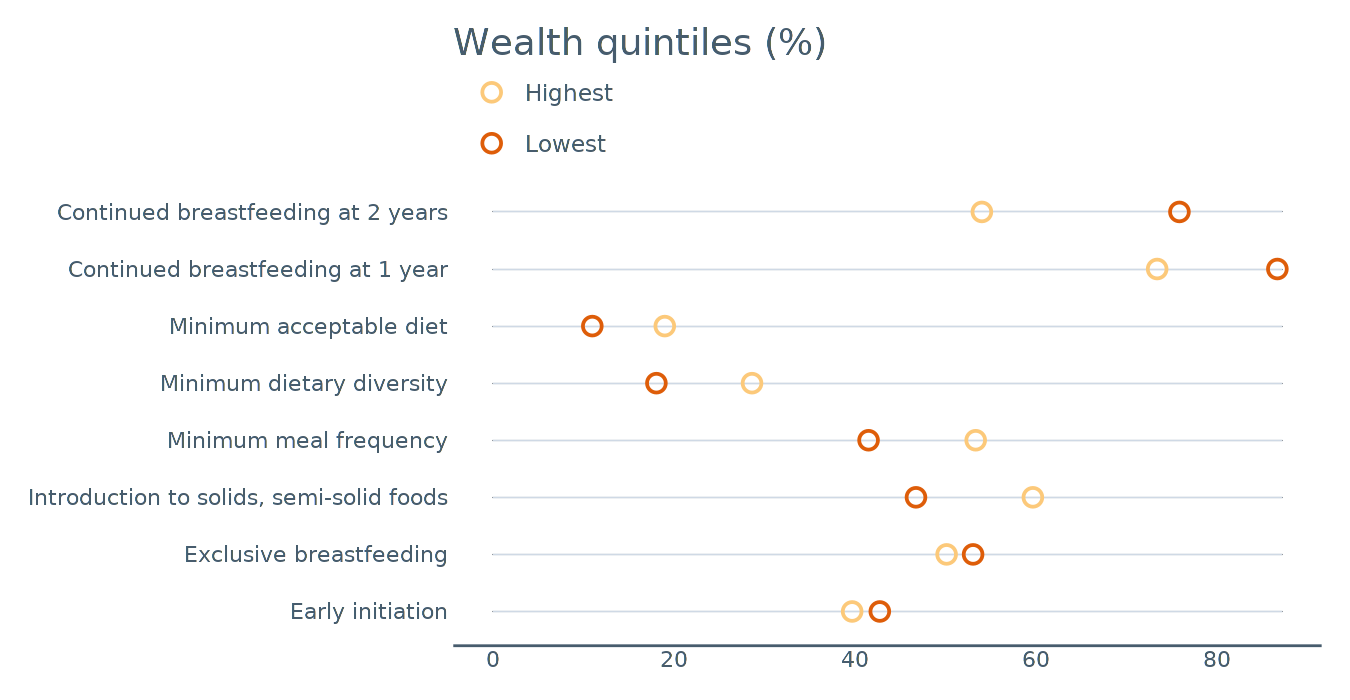 Wealth quintiles (%)
Highest
Lowest
Continued breastfeeding at 2 years
Continued breastfeeding at 1 year
Minimum acceptable diet
Minimum dietary diversity
Minimum meal frequency
Introduction to solids, semi-solid foods
Exclusive breastfeeding
Early initiation
0 20 40 60 80